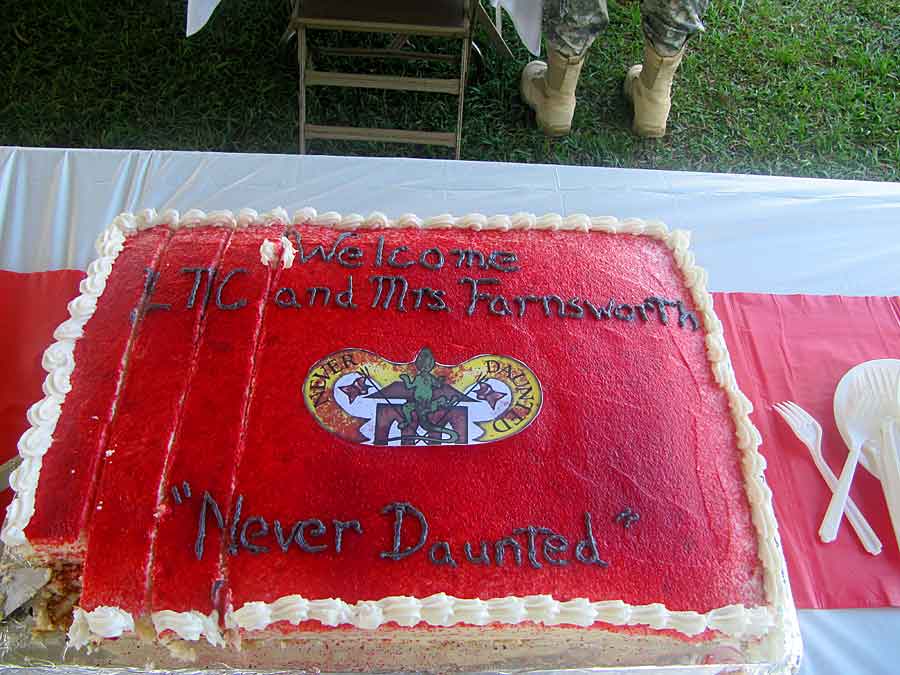 Welcome
LTC and Mrs Farnsworth
NEVER DAUNTED
"Never Daunted"